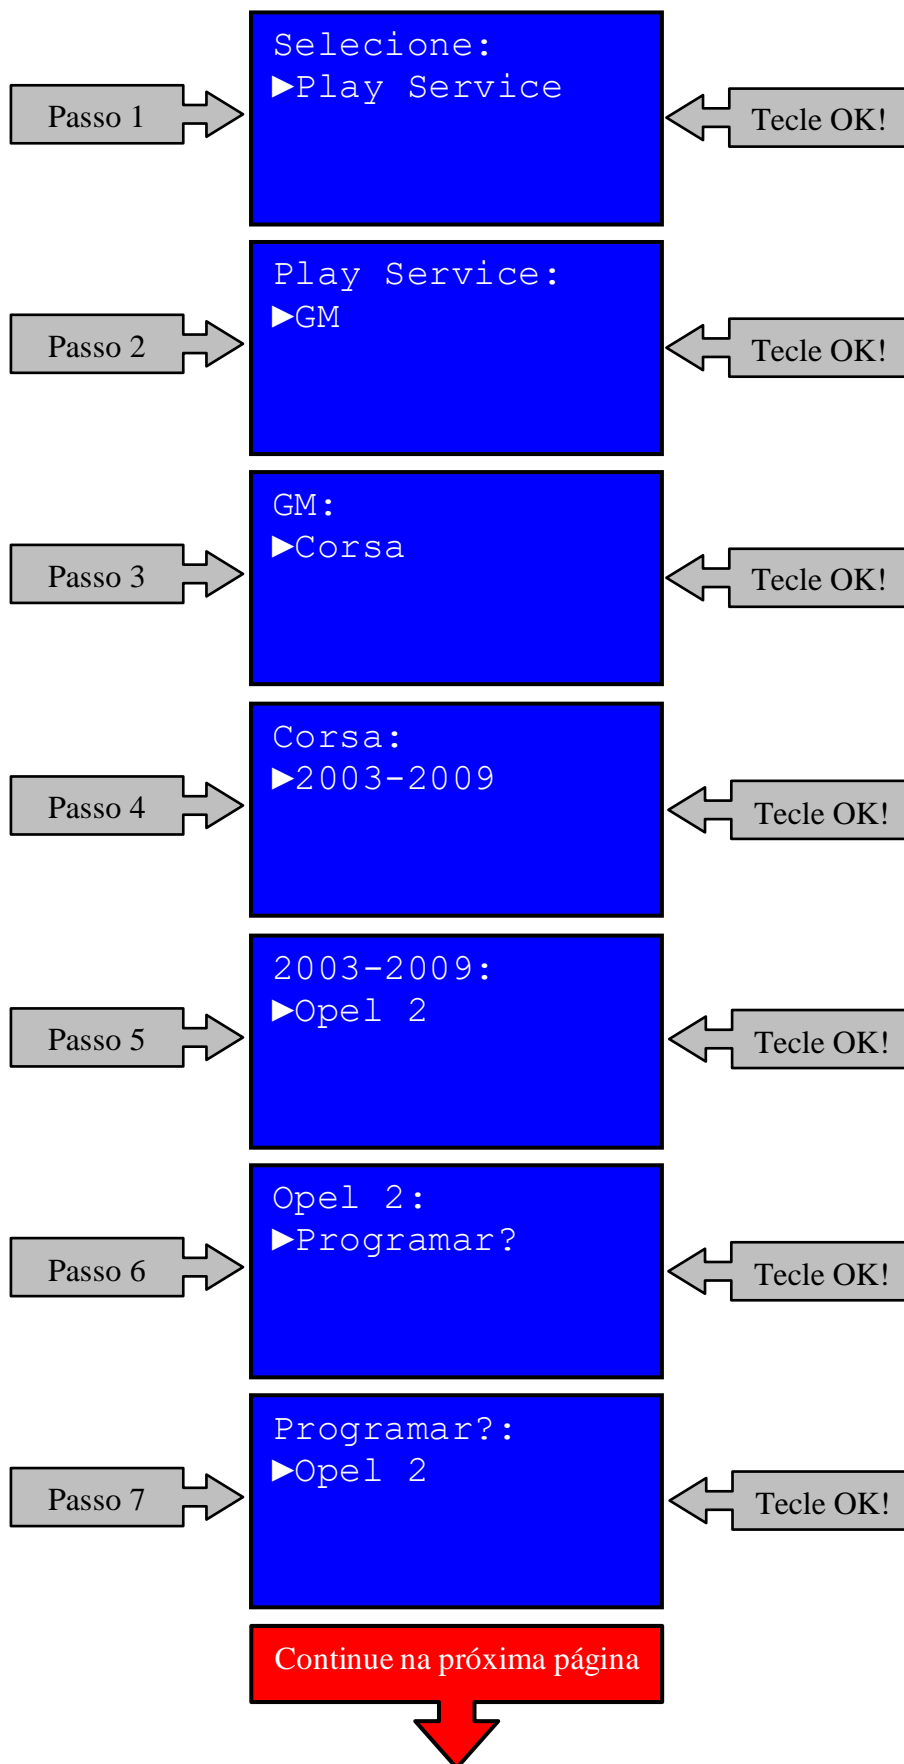 Selecione:
►Play Service
Passo 1
Tecle OK!
Play Service:
►GM
Passo 2
Tecle OK!
GM:
►Corsa
Passo 3
Tecle OK!
Corsa:
►2003-2009
Passo 4
Tecle OK!
2003-2009:
►Opel 2
Passo 5
Tecle OK!
Opel 2:
►Programar?
Passo 6
Tecle OK!
Programar?:
►Opel 2
Passo 7
Tecle OK!
Continue na próxima página